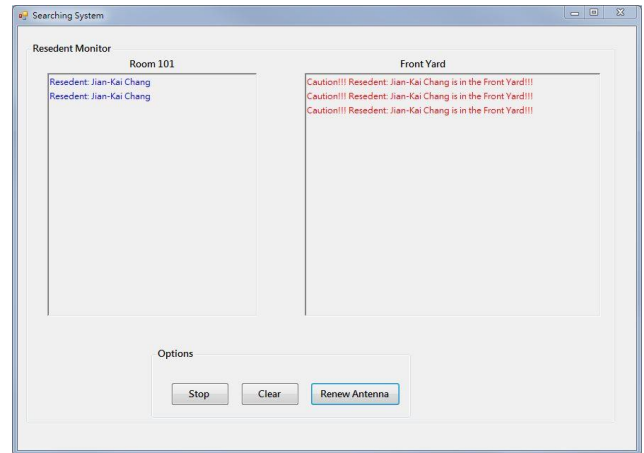 Searching System
Resedent Monitor
Room 101
Resedent: Jian-Kai Chang
Resedent: Jian-Kai Chang
Front Yard
Caution!!! Resedent: Jian-Kai Chang is in the Front Yard!!!
Caution!!! Resedent: Jian-Kai Chang is in the Front Yard!!!
Caution!!! Resedent: Jian-Kai Chang is in the Front Yard!!!
Options
Stop
Clear
Renew Antenna